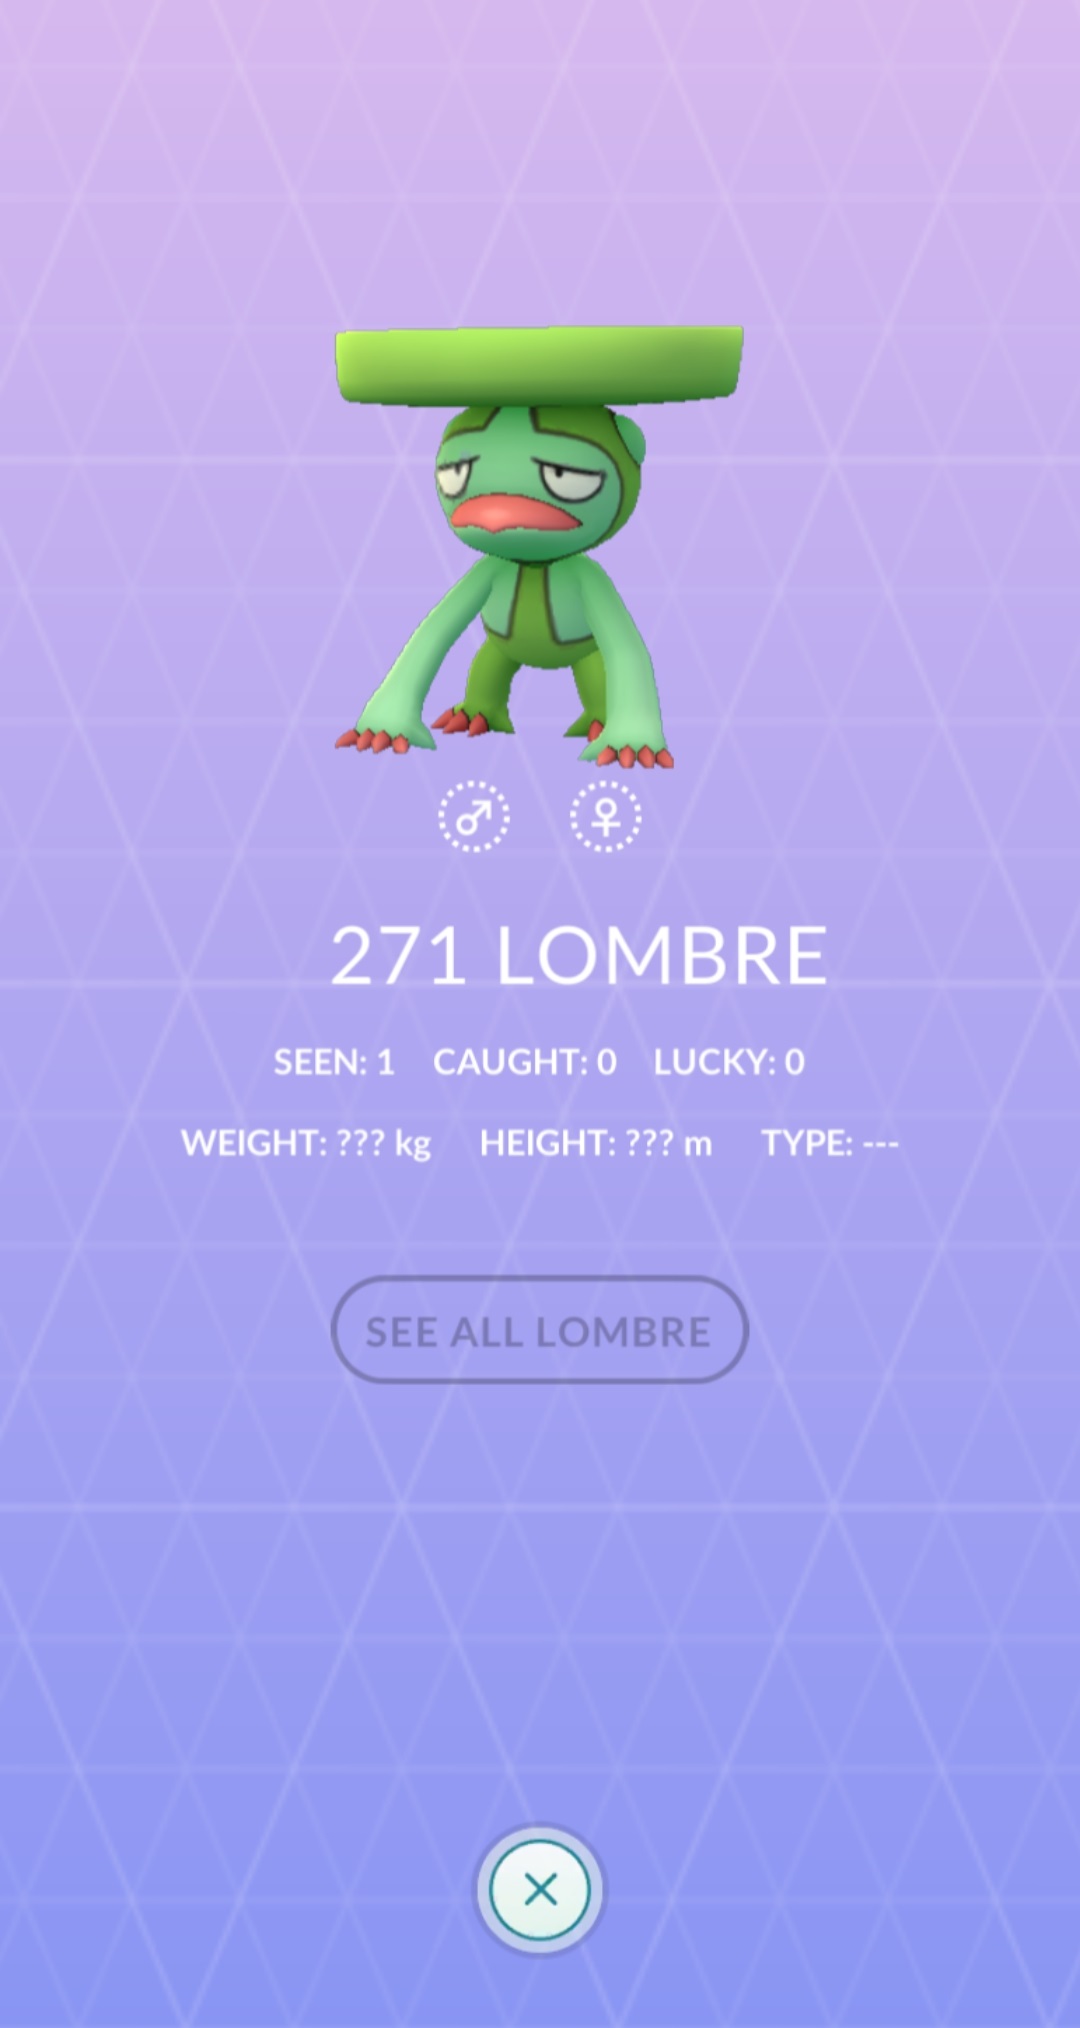 271 LOMBRE
SEEN: 1 CAUGHT: 0 LUCKY: 0
WEIGHT: ??? kg HEIGHT: ??? m TYPE: ---
SEE ALL LOMBRE